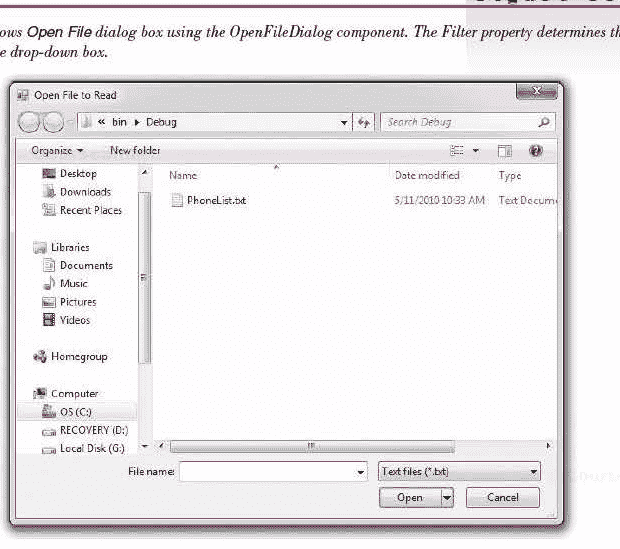 ows Open File dialog box using the OpenFileDialog component. The Filter property determines th
e drop-down box.
Open File to Read
« bin ▸ Debug
Search Debug
Organize
New folder
Desktop
Downloads
Recent Places
Libraries
Documents
Music
Pictures
Videos
Homegroup
Computer
OS (C:)
RECOVERY (D:)
Local Disk (G:)
Name
Date modified
Type
PhoneList.txt
5/11/2010 10:33 AM
Text Docum
File name:
Text files (*.txt)
Open
Cancel